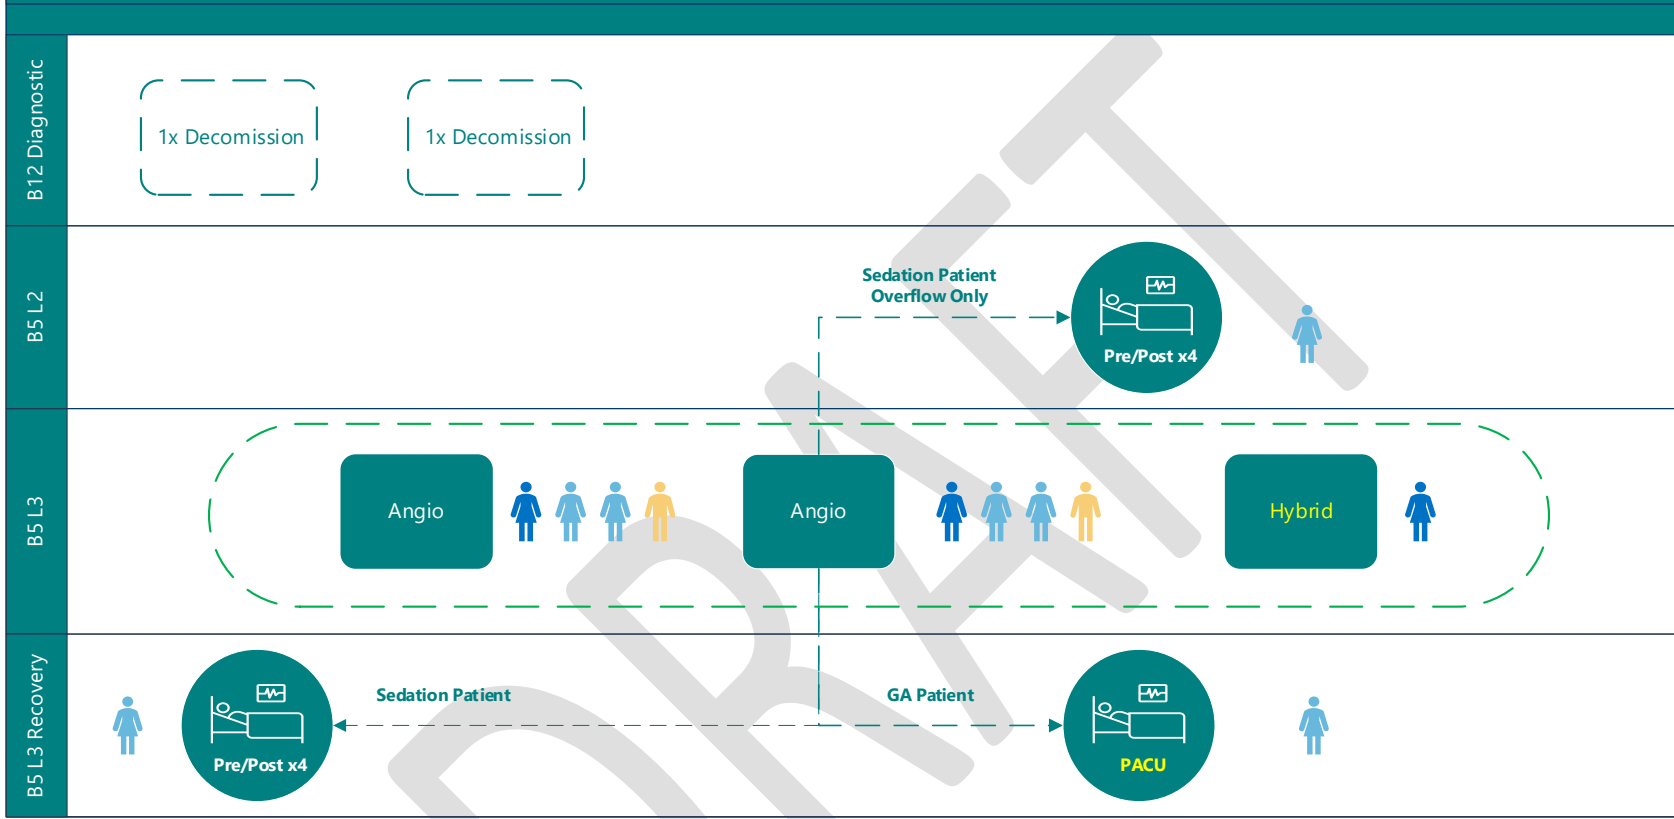 B12 Diagnostic
1x Decomission
1x Decomission
B5 L2
Sedation Patient
Overflow Only
Pre/Post x4
B5 L3
Angio
Angio
Hybrid
B5 L3 Recovery
Sedation Patient
GA Patient
Pre/Post x4
PACU
DRAFT